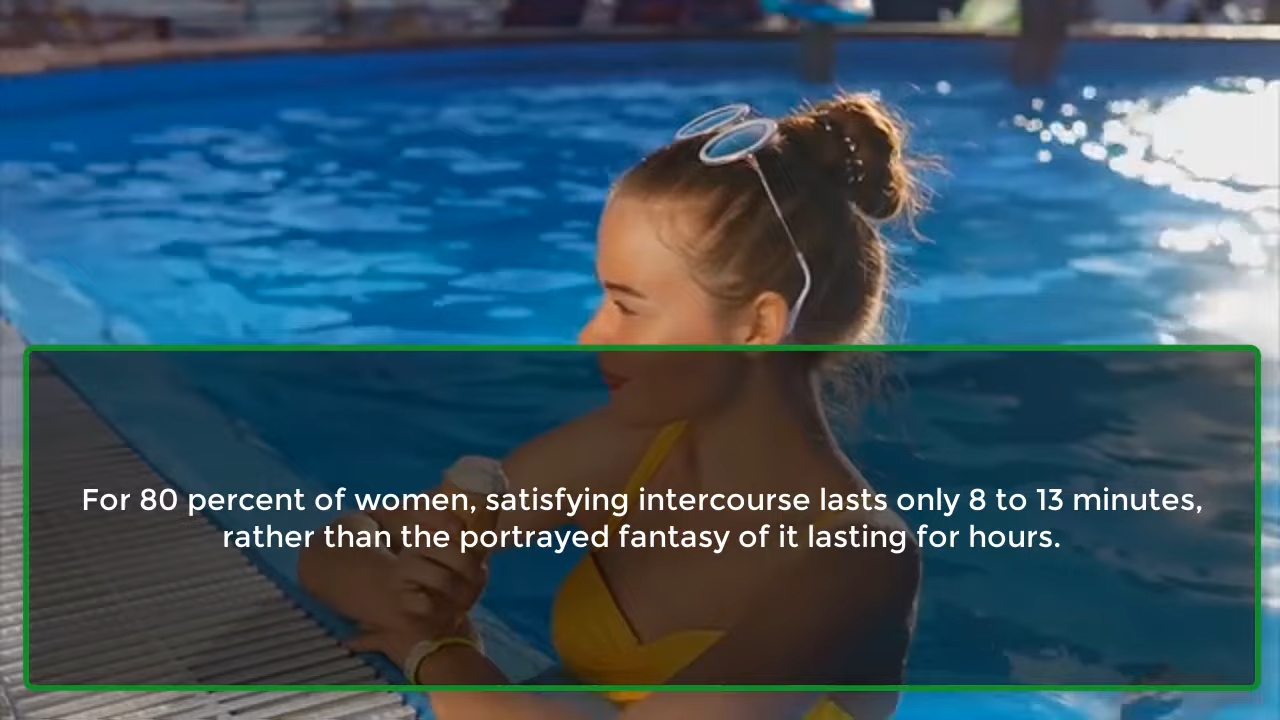 For 80 percent of women, satisfying intercourse lasts only 8 to 13 minutes,
rather than the portrayed fantasy of it lasting for hours.